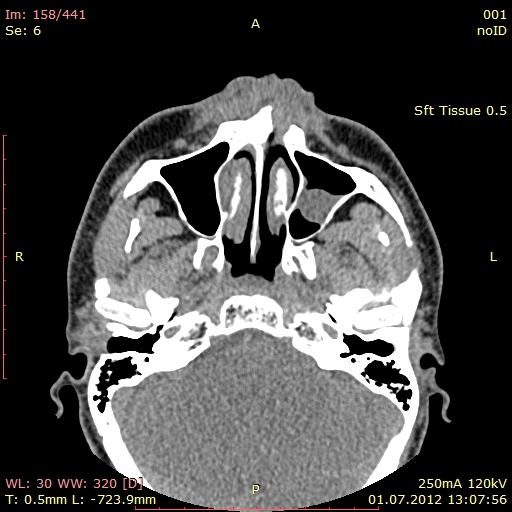 Im: 158/441
Se: 6
A
001
noID
Sft Tissue 0.5
R
L
WL: 30 WW: 320 [D]
T: 0.5mm L: -723.9mm
P
250mA 120kV
01.07.2012 13:07:56